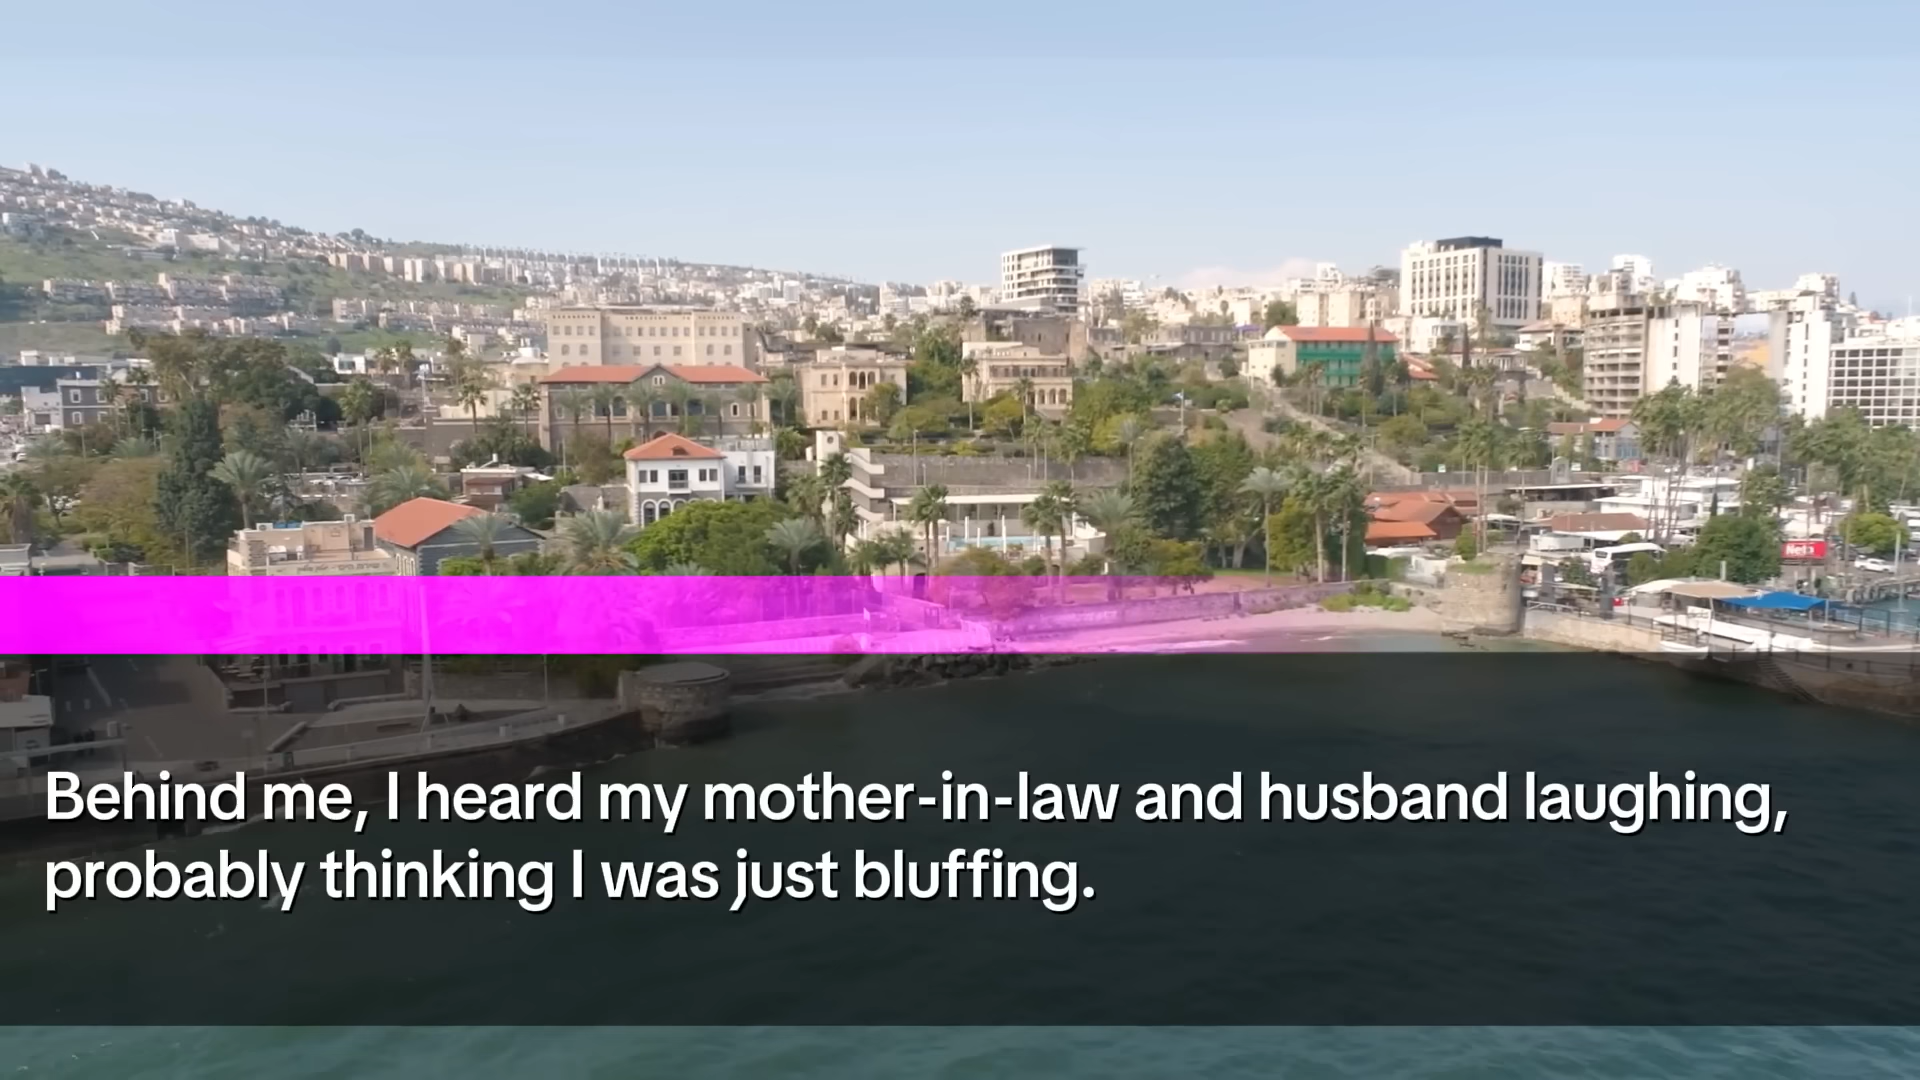 Behind me, I heard my mother-in-law and husband laughing,
probably thinking I was just bluffing.